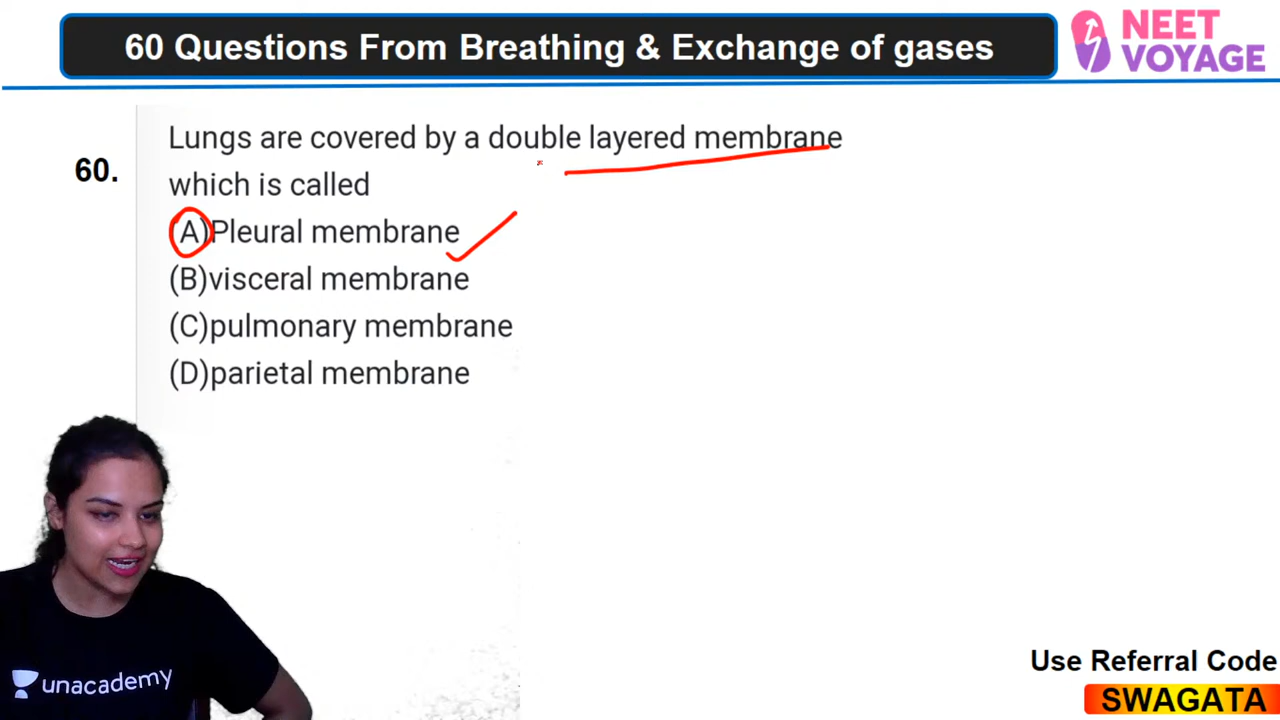 60 Questions From Breathing & Exchange of gases
NEET
VOYAGE
60.
Lungs are covered by a double layered membrane
which is called
(A)Pleural membrane
(B)visceral membrane
(C)pulmonary membrane
(D)parietal membrane
unacademy
Use Referral Code
SWAGATA